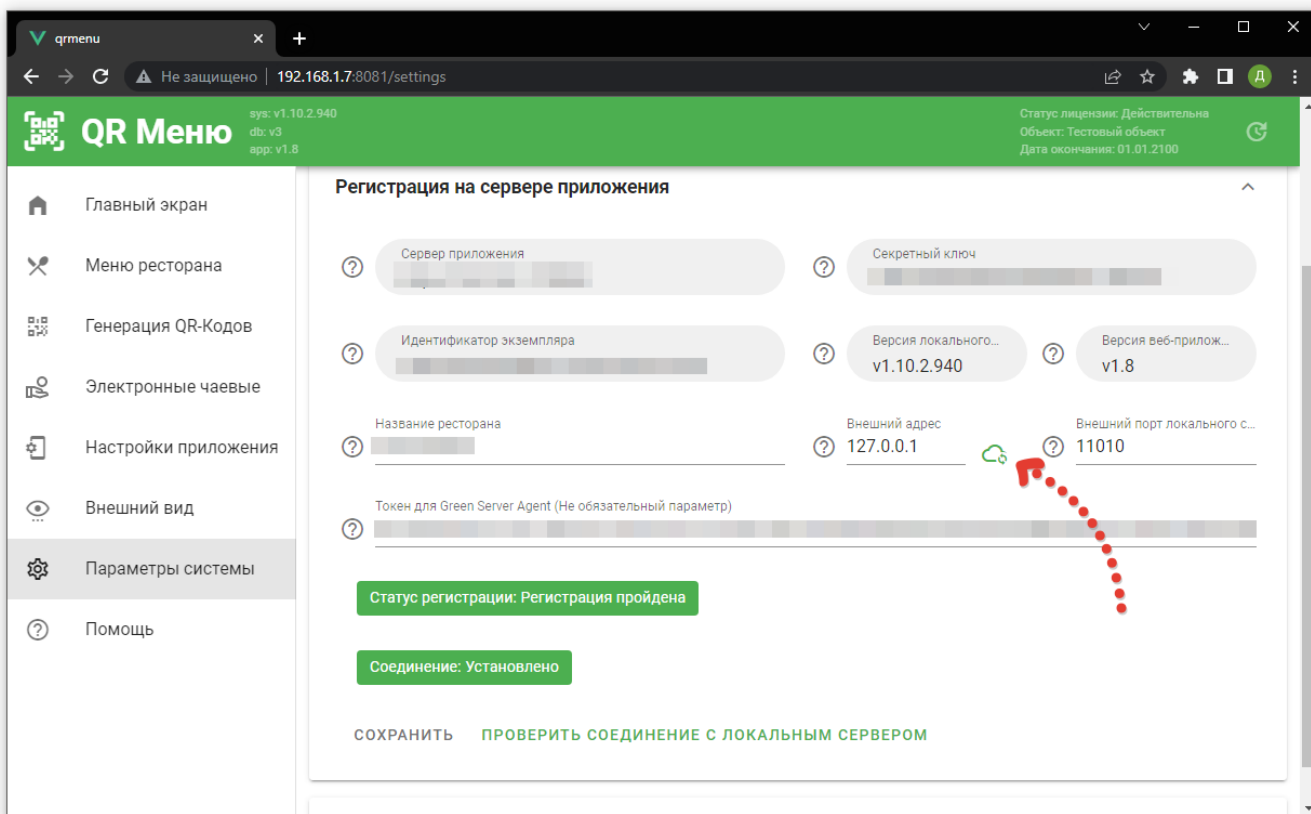 qrmenu
Не защищено 192.168.1.7:8081/settings
Д
QR Меню
sys: v1.10.2.940
db: v3
app: v1.8
Статус лицензии: Действительна
Объект: Тестовый объект
Дата окончания: 01.01.2100
Главный экран
Меню ресторана
Генерация QR-Кодов
Электронные чаевые
Настройки приложения
Внешний вид
Параметры системы
Помощь
Регистрация на сервере приложения
Сервер приложения
Секретный ключ
Идентификатор экземпляра
Версия локального...
v1.10.2.940
Версия веб-прилож...
v1.8
Название ресторана
Внешний адрес
127.0.0.1
Внешний порт локального с...
11010
Токен для Green Server Agent (Не обязательный параметр)
Статус регистрации: Регистрация пройдена
Соединение: Установлено
СОХРАНИТЬ
ПРОВЕРИТЬ СОЕДИНЕНИЕ С ЛОКАЛЬНЫМ СЕРВЕРОМ